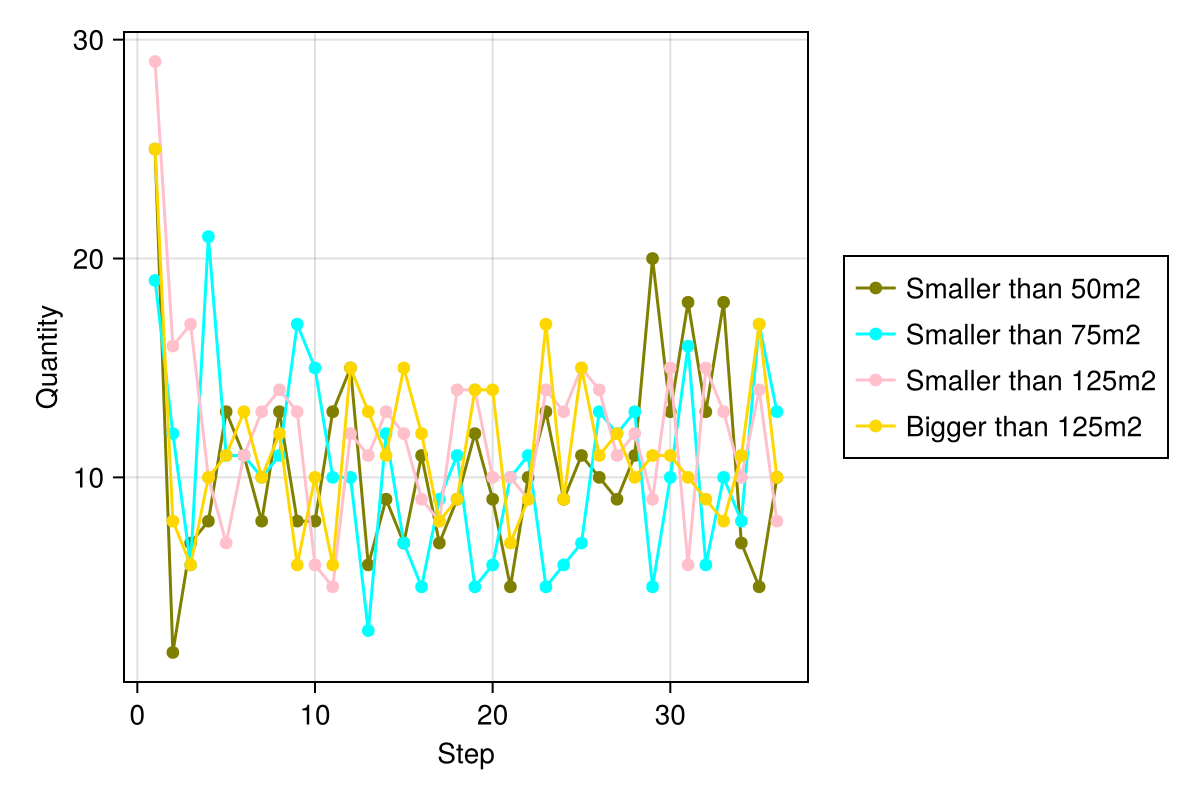 30
20
10
Quantity
0 10 20 30
Step
Smaller than 50m2
Smaller than 75m2
Smaller than 125m2
Bigger than 125m2